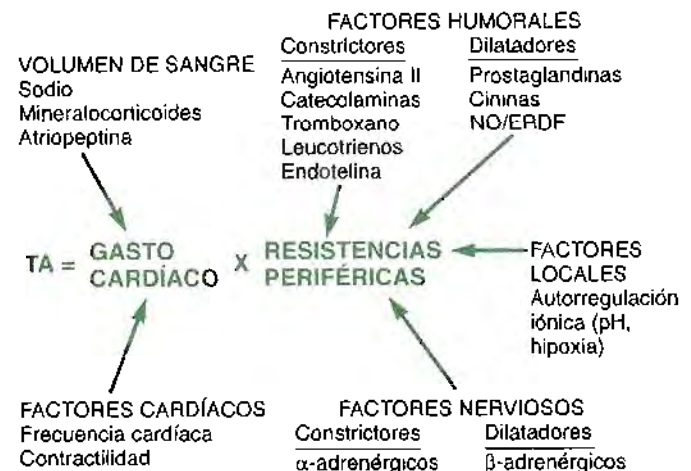 FACTORES HUMORALES
Constrictores
Angiotensina II
Catecolaminas
Tromboxano
Leucotrienos
Endotelina
Dilatadores
Prostaglandinas
Cininas
NO/ERDF
VOLUMEN DE SANGRE
Sodio
Mineraloconicoides
Atriopeptina
TA = GASTO CARDÍACO X RESISTENCIAS PERIFÉRICAS
FACTORES
LOCALES
Autorregulación
iónica (pH,
hipoxia)
FACTORES CARDÍACOS
Frecuencia cardíaca
Contractilidad
FACTORES NERVIOSOS
Constrictores
α-adrenérgicos
Dilatadores
β-adrenérgicos